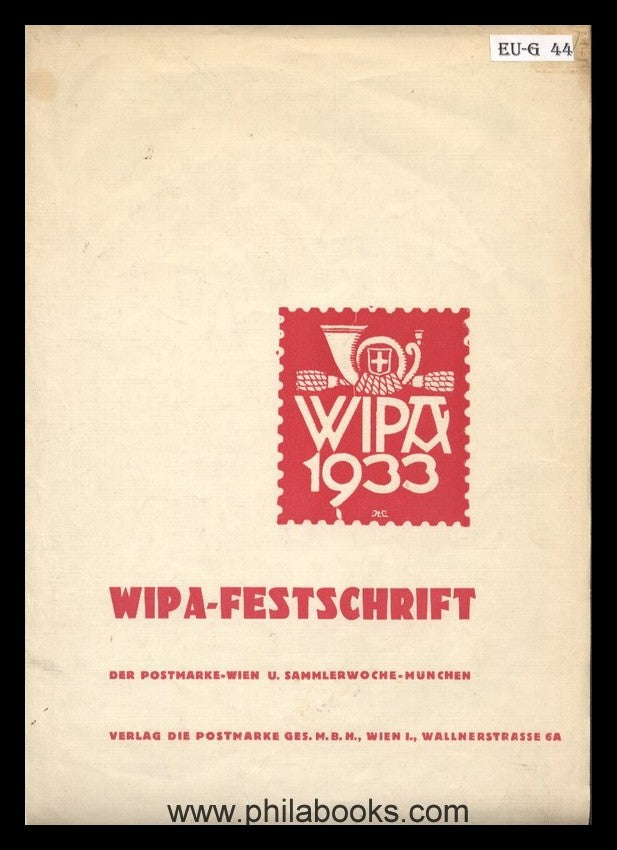 EU-G 44
WIPA
1933
HC
WIPA-FESTSCHRIFT
DER POSTMARKE-WIEN U. SAMMLERWOCHE-MÜNCHEN
VERLAG DIE POSTMARKE GES. M. B. H., WIEN I., WALLNERSTRASSE 6A
www.philabooks.com